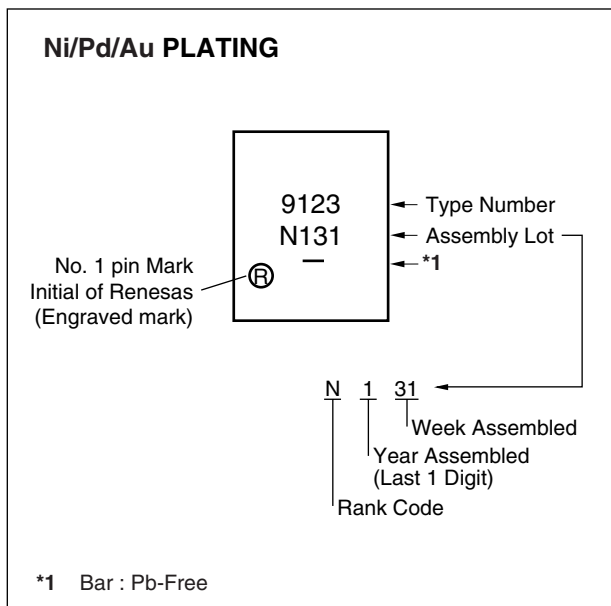 Ni/Pd/Au PLATING
9123
N131
—
Type Number
Assembly Lot
*1
No. 1 pin Mark
Initial of Renesas
(Engraved mark)
R
N 1 31
Week Assembled
Year Assembled
(Last 1 Digit)
Rank Code
*1 Bar : Pb-Free